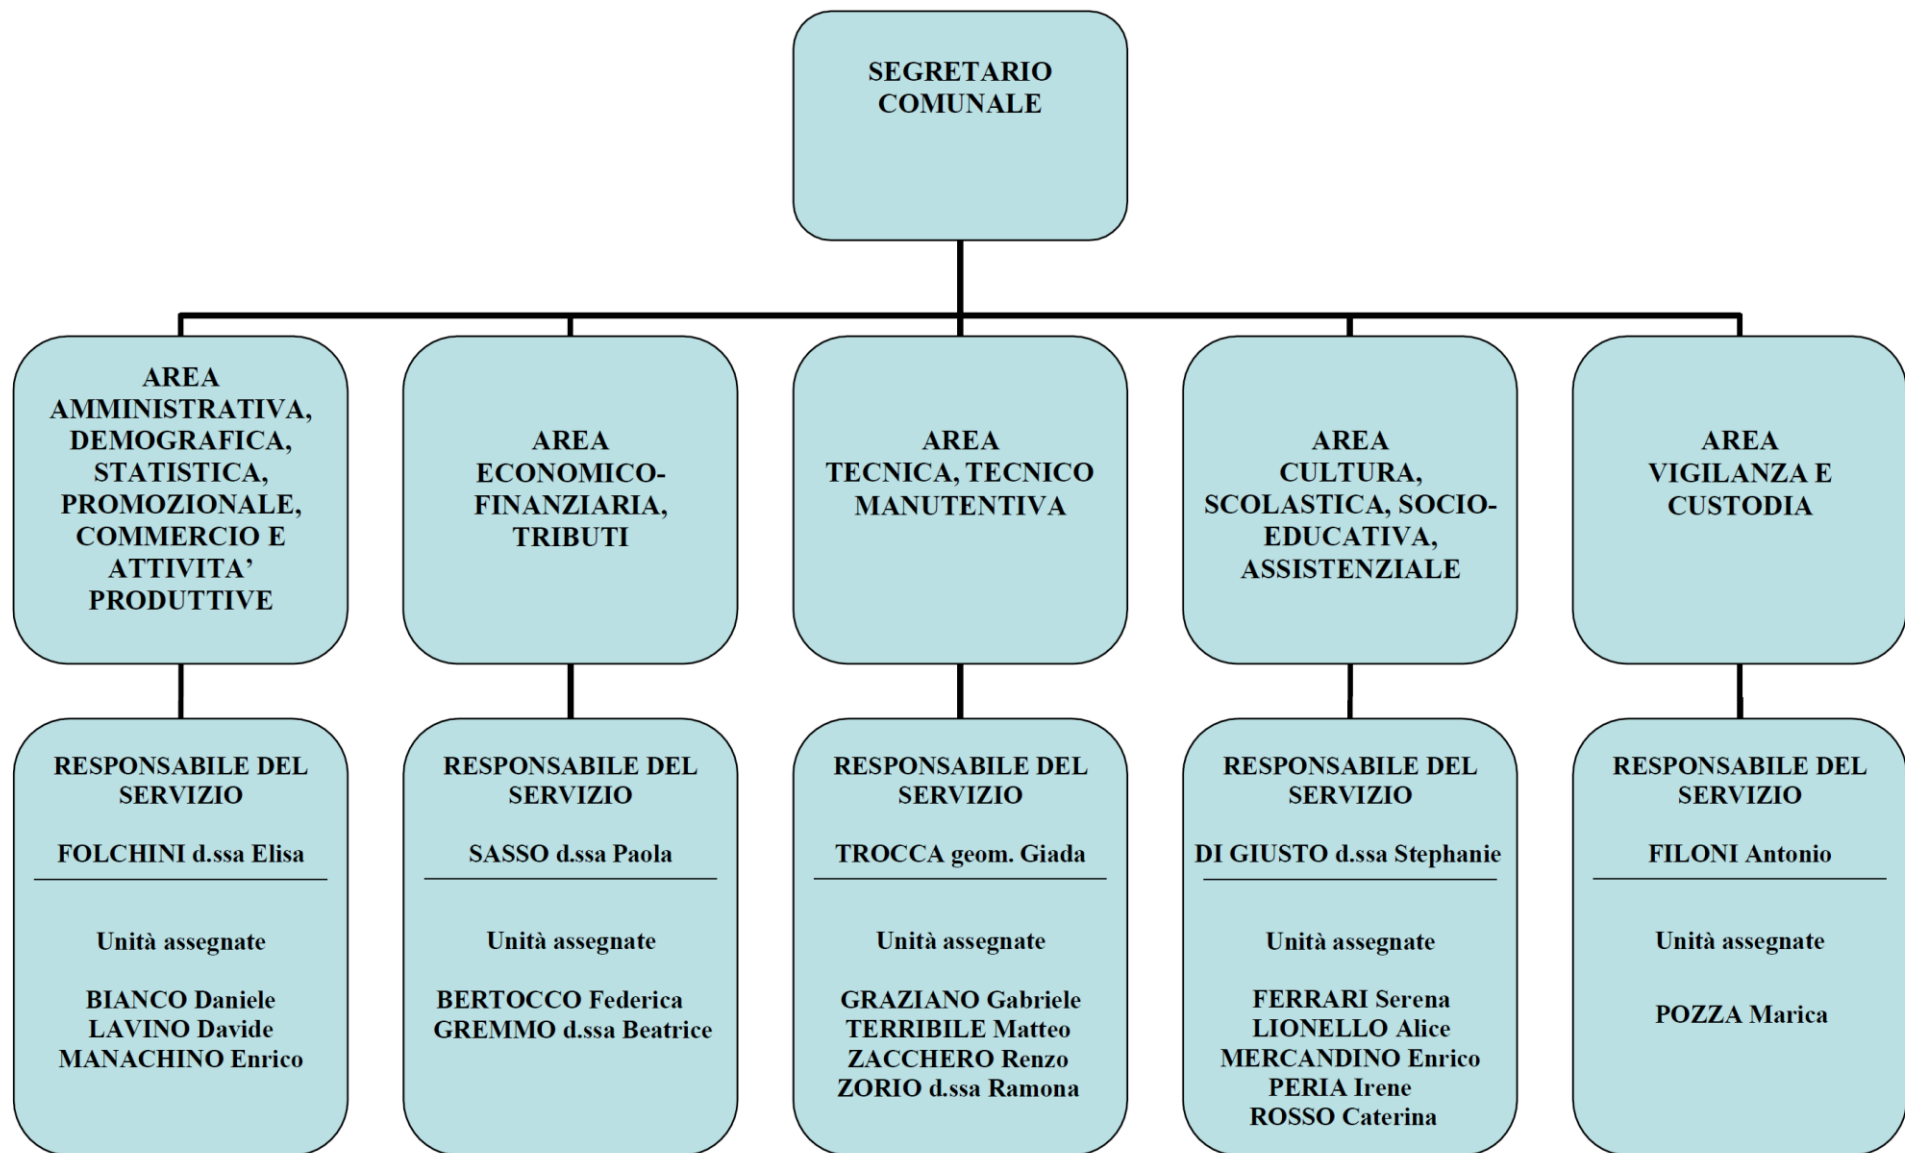 SEGRETARIO
COMUNALE
AREA
AMMINISTRATIVA,
DEMOGRAFICA,
STATISTICA,
PROMOZIONALE,
COMMERCIO E
ATTIVITA’
PRODUTTIVE
AREA
ECONOMICO-
FINANZIARIA,
TRIBUTI
AREA
TECNICA, TECNICO
MANUTENTIVA
AREA
CULTURA,
SCOLASTICA, SOCIO-
EDUCATIVA,
ASSISTENZIALE
AREA
VIGILANZA E
CUSTODIA
RESPONSABILE DEL
SERVIZIO
FOLCHINI d.ssa Elisa
Unità assegnate
BIANCO Daniele
LAVINO Davide
MANACHINO Enrico
RESPONSABILE DEL
SERVIZIO
SASSO d.ssa Paola
Unità assegnate
BERTOCCO Federica
GREMMO d.ssa Beatrice
RESPONSABILE DEL
SERVIZIO
TROCCA geom. Giada
Unità assegnate
GRAZIANO Gabriele
TERRIBILE Matteo
ZACCHERO Renzo
ZORIO d.ssa Ramona
RESPONSABILE DEL
SERVIZIO
DI GIUSTO d.ssa Stephanie
Unità assegnate
FERRARI Serena
LIONELLO Alice
MERCANDINO Enrico
PERIA Irene
ROSSO Caterina
RESPONSABILE DEL
SERVIZIO
FILONI Antonio
Unità assegnate
POZZA Marica